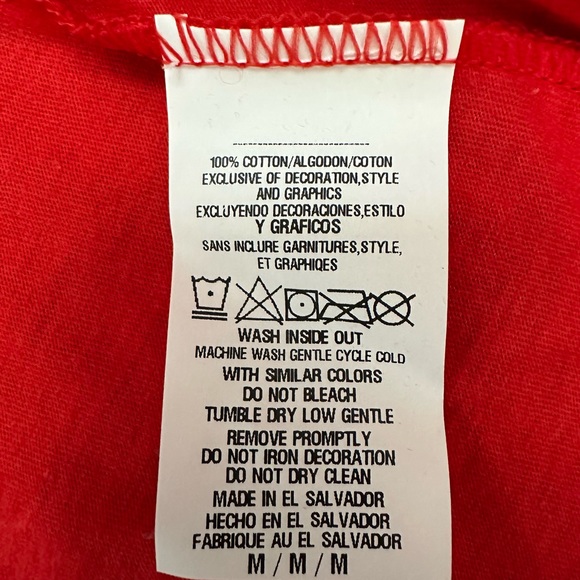 100% COTTON/ALGODON/COTON
EXCLUSIVE OF DECORATION,STYLE
AND GRAPHICS
EXCLUYENDO DECORACIONES,ESTILO
Y GRAFICOS
SANS INCLURE GARNITURES,STYLE,
ET GRAPHIQES
WASH INSIDE OUT
MACHINE WASH GENTLE CYCLE COLD
WITH SIMILAR COLORS
DO NOT BLEACH
TUMBLE DRY LOW GENTLE
REMOVE PROMPTLY
DO NOT IRON DECORATION
DO NOT DRY CLEAN
MADE IN EL SALVADOR
HECHO EN EL SALVADOR
FABRIQUE AU EL SALVADOR
M / M / M